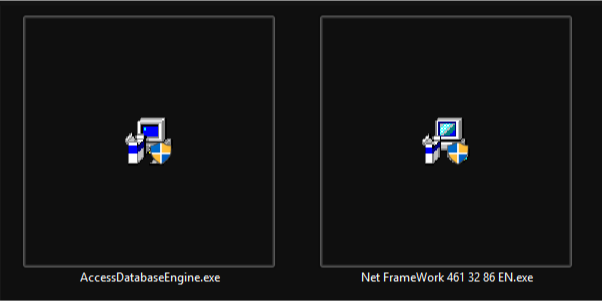 AccessDatabaseEngine.exe
Net FrameWork 461 32 86 EN.exe